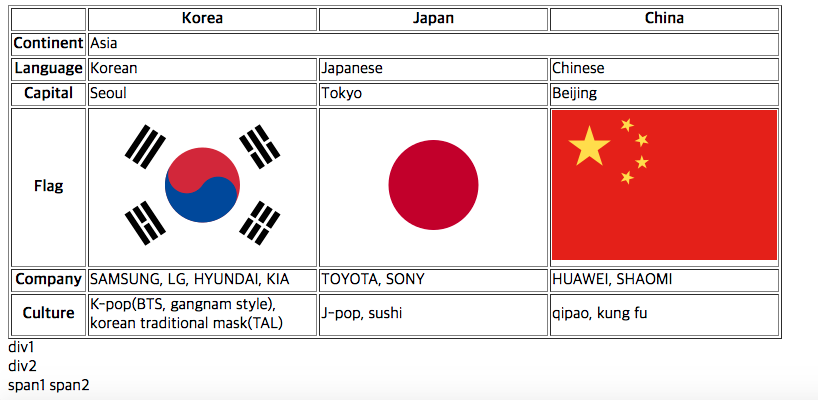 Korea Japan China
Continent Asia
Language Korean Japanese Chinese
Capital Seoul Tokyo Beijing
Flag
Company SAMSUNG, LG, HYUNDAI, KIA TOYOTA, SONY HUAWEI, SHAOMI
Culture K-pop(BTS, gangnam style),
korean traditional mask(TAL) J-pop, sushi qipao, kung fu
div1
div2
span1 span2